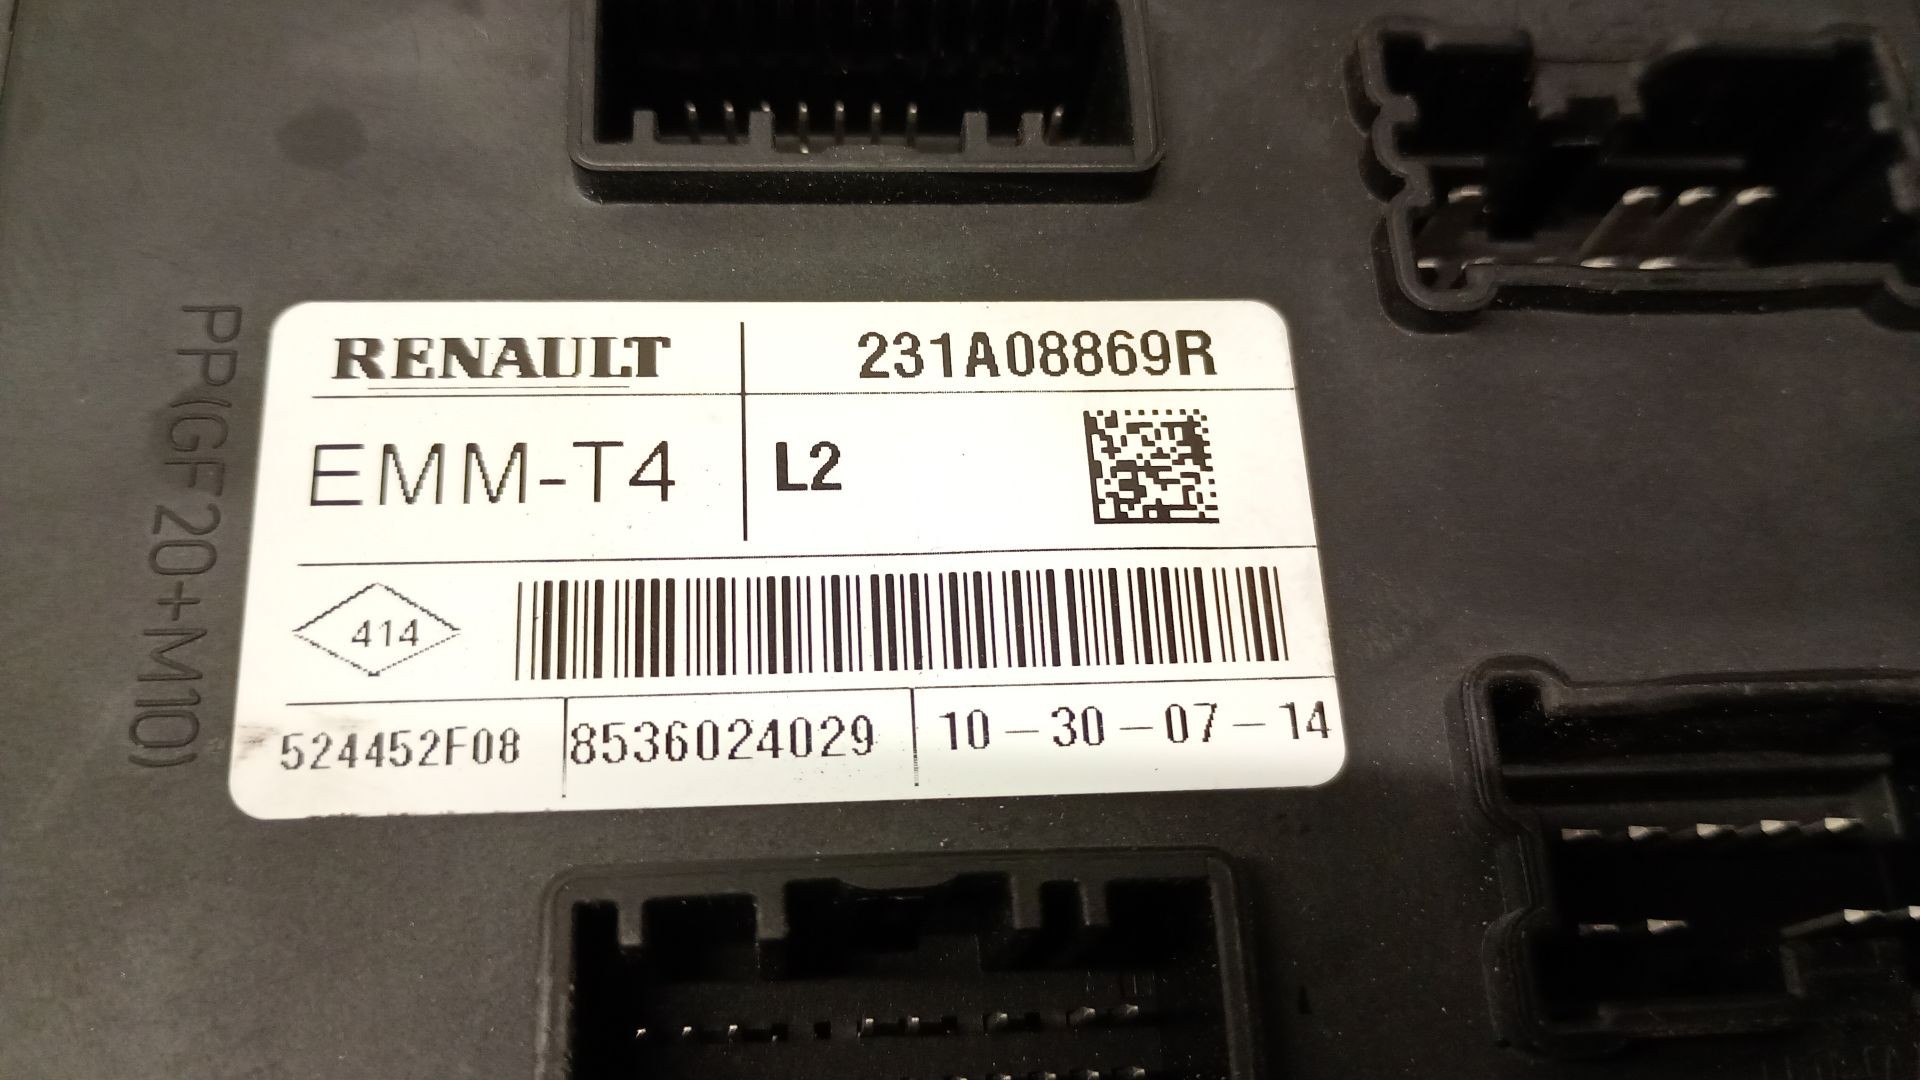 RENAULT
231A08869R
EMM-T4
L2
414
524452F08
8536024029
10-30-07-14
PP(GF20+M10)